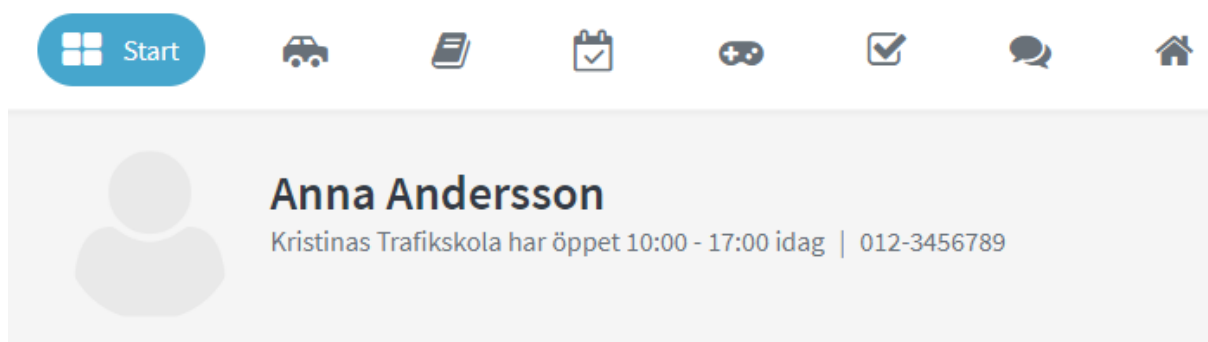 Start
Anna Andersson
Kristinas Trafikskola har öppet 10:00 - 17:00 idag | 012-3456789